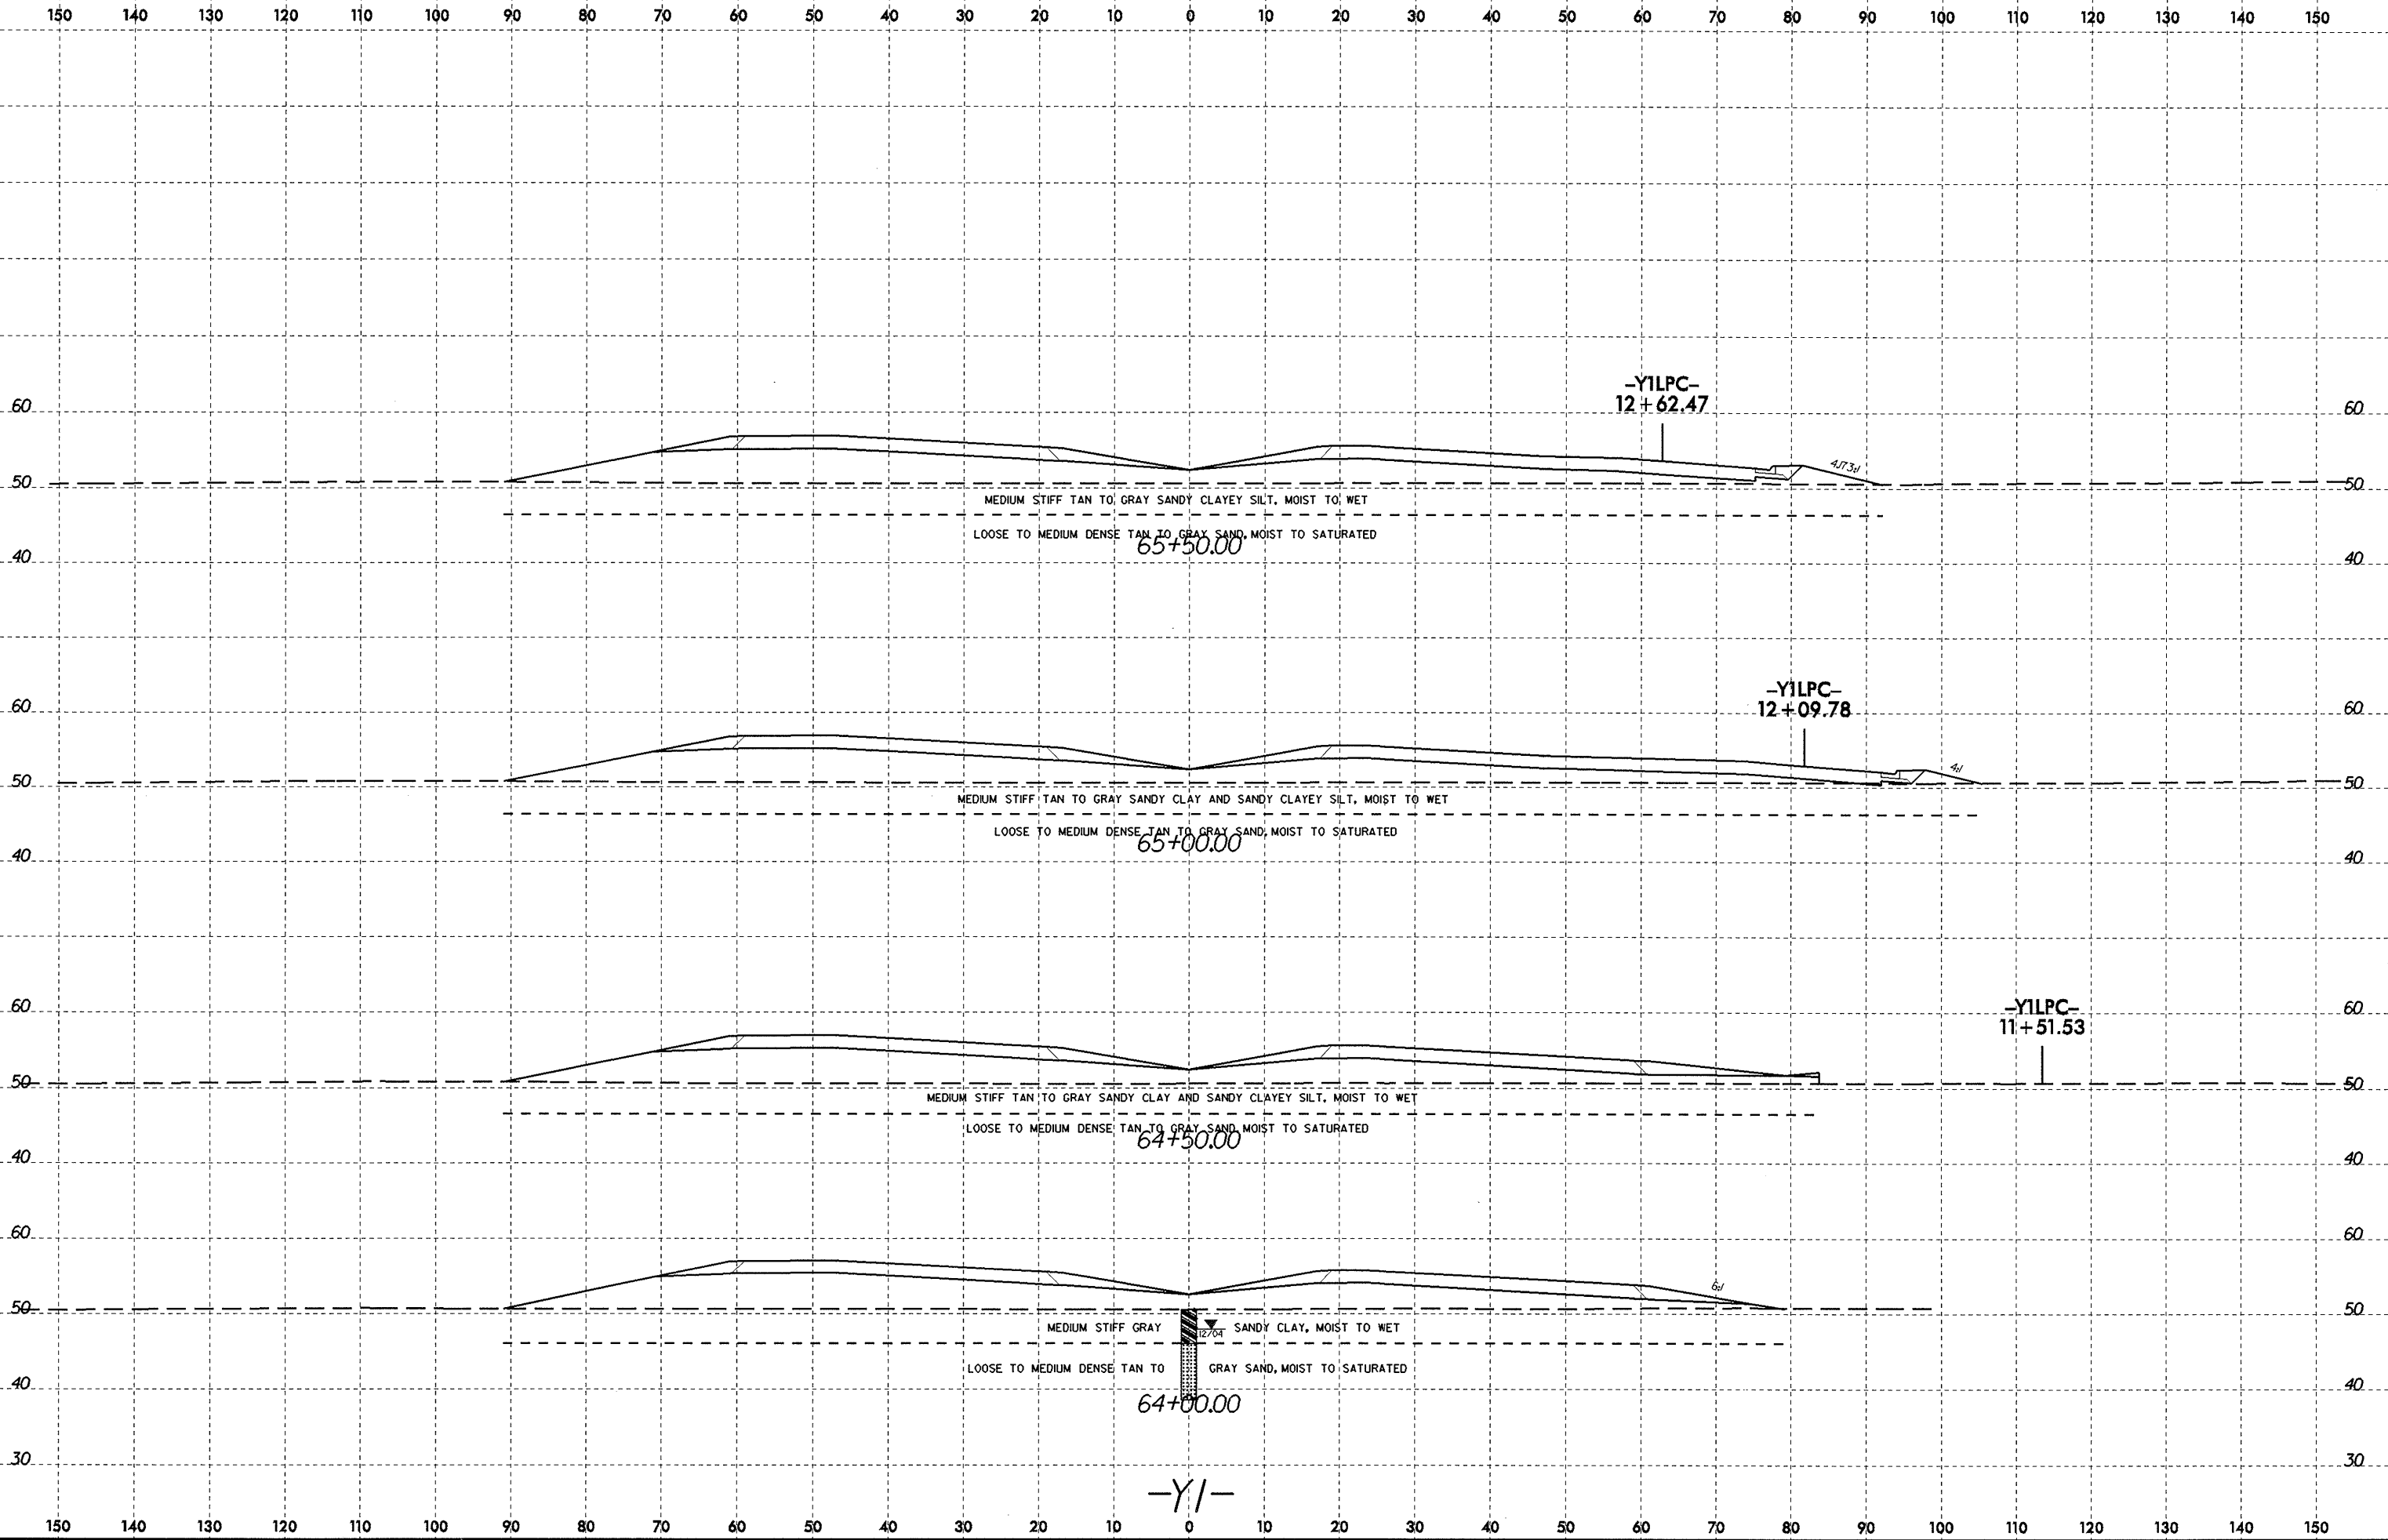 150 140 130 120 110 100 90 80 70 60 50 40 30 20 10 0 10 20 30 40 50 60 70 80 90 100 110 120 130 140 150
-Y1LPC-
12+62.47
60 60
4.173:1
50 50
MEDIUM STIFF TAN TO GRAY SANDY CLAYEY SILT, MOIST TO WET
LOOSE TO MEDIUM DENSE TAN TO GRAY SAND, MOIST TO SATURATED
65+50.00
40 40
-Y1LPC-
12+09.78
60 60
4:1
50 50
MEDIUM STIFF TAN TO GRAY SANDY CLAY AND SANDY CLAYEY SILT, MOIST TO WET
LOOSE TO MEDIUM DENSE TAN TO GRAY SAND, MOIST TO SATURATED
65+00.00
40 40
-Y1LPC-
11+51.53
60 60
50 50
MEDIUM STIFF TAN TO GRAY SANDY CLAY AND SANDY CLAYEY SILT, MOIST TO WET
LOOSE TO MEDIUM DENSE TAN TO GRAY SAND, MOIST TO SATURATED
64+50.00
40 40
60 60
6:1
50 50
MEDIUM STIFF GRAY SANDY CLAY, MOIST TO WET
12/04
LOOSE TO MEDIUM DENSE TAN TO GRAY SAND, MOIST TO SATURATED
40 40
64+00.00
30 30
-Y1-
150 140 130 120 110 100 90 80 70 60 50 40 30 20 10 0 10 20 30 40 50 60 70 80 90 100 110 120 130 140 150